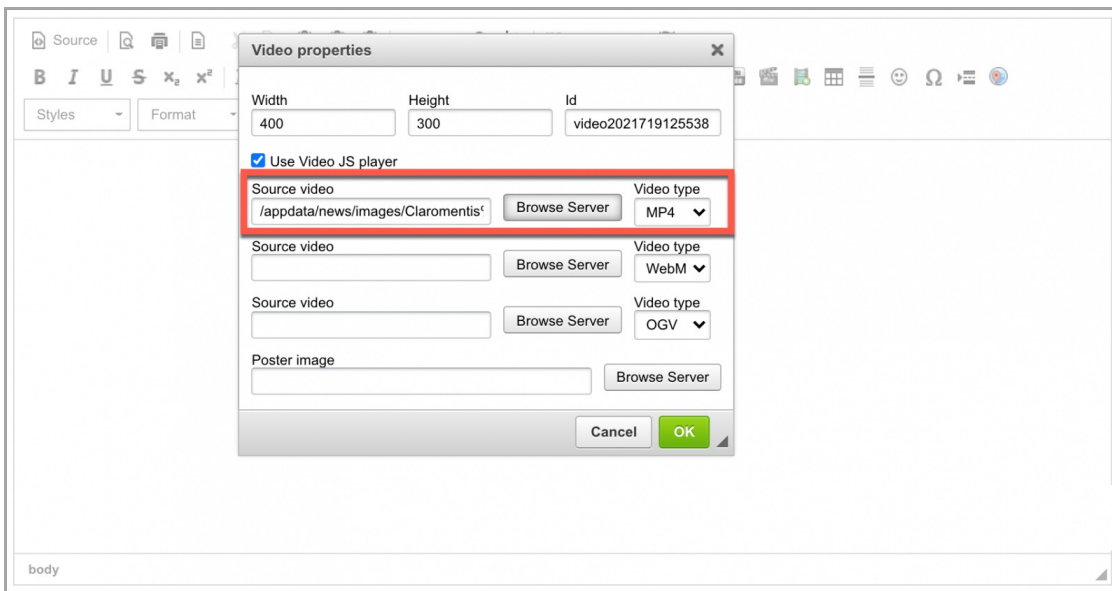 Source
Video properties
B I U S x₂ x²
Styles
Format
Width
Height
Id
400
300
video2021719125538
Use Video JS player
Source video
Video type
/appdata/news/images/Claromentis
Browse Server
MP4
Source video
Video type
Browse Server
WebM
Source video
Video type
Browse Server
OGV
Poster image
Browse Server
Cancel
OK
body